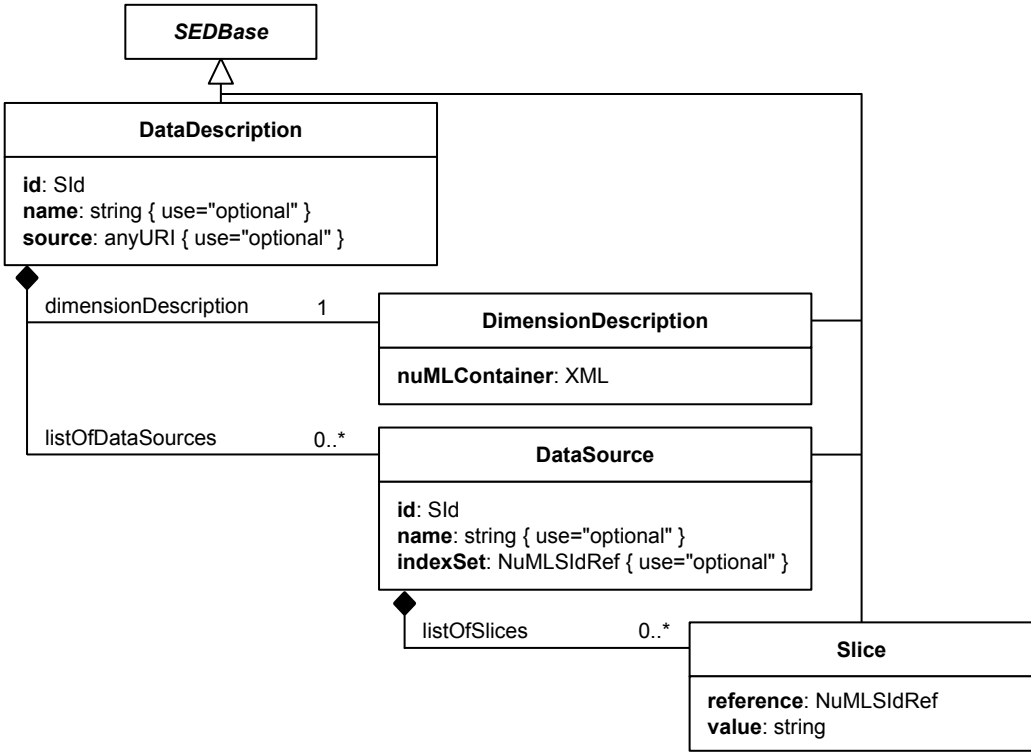 SEDBase
DataDescription
id: SId
name: string { use="optional" }
source: anyURI { use="optional" }
dimensionDescription 1
DimensionDescription
nuMLContainer: XML
listOfDataSources 0..*
DataSource
id: SId
name: string { use="optional" }
indexSet: NuMLSIdRef { use="optional" }
listOfSlices 0..*
Slice
reference: NuMLSIdRef
value: string